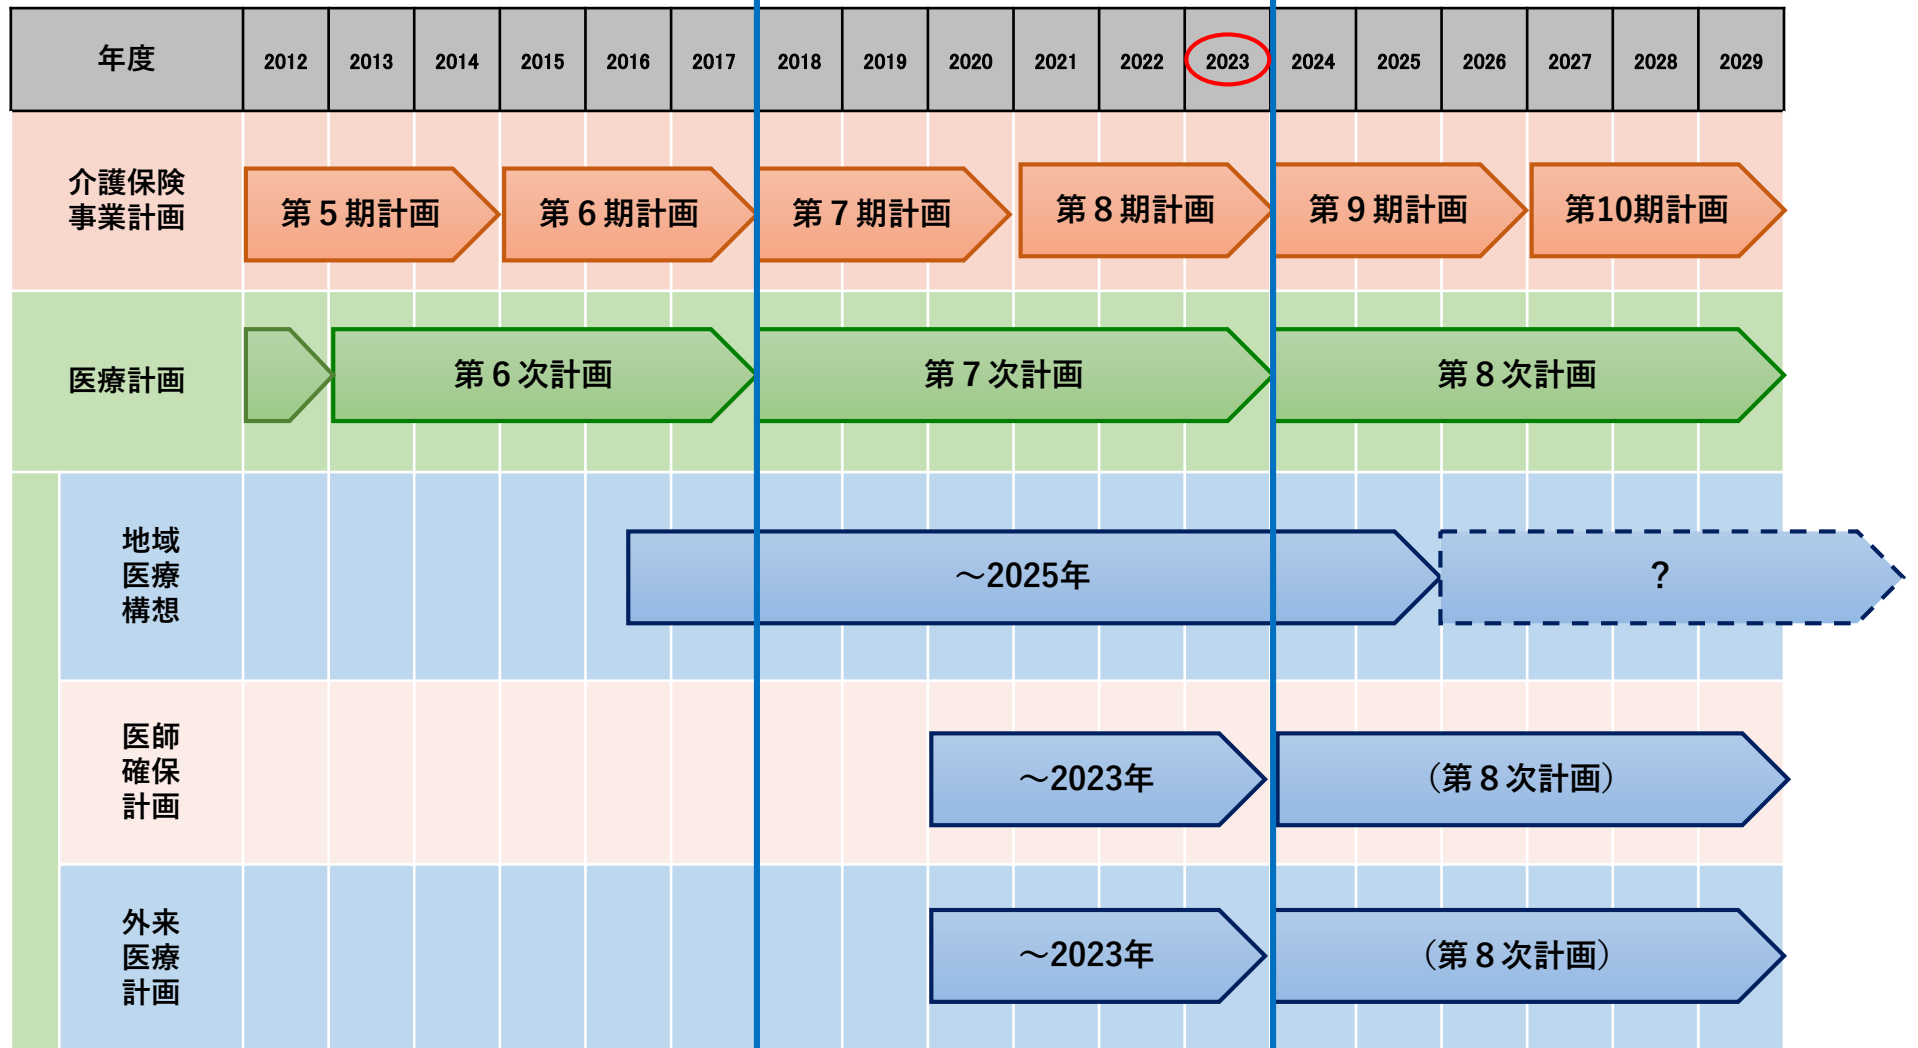 年度 2012 2013 2014 2015 2016 2017 2018 2019 2020 2021 2022 2023 2024 2025 2026 2027 2028 2029
介護保険
事業計画
第５期計画 第６期計画 第７期計画 第８期計画 第９期計画 第10期計画
医療計画
第６次計画 第７次計画 第８次計画
地域
医療
構想
～2025年 ？
医師
確保
計画
～2023年 （第８次計画）
外来
医療
計画
～2023年 （第８次計画）